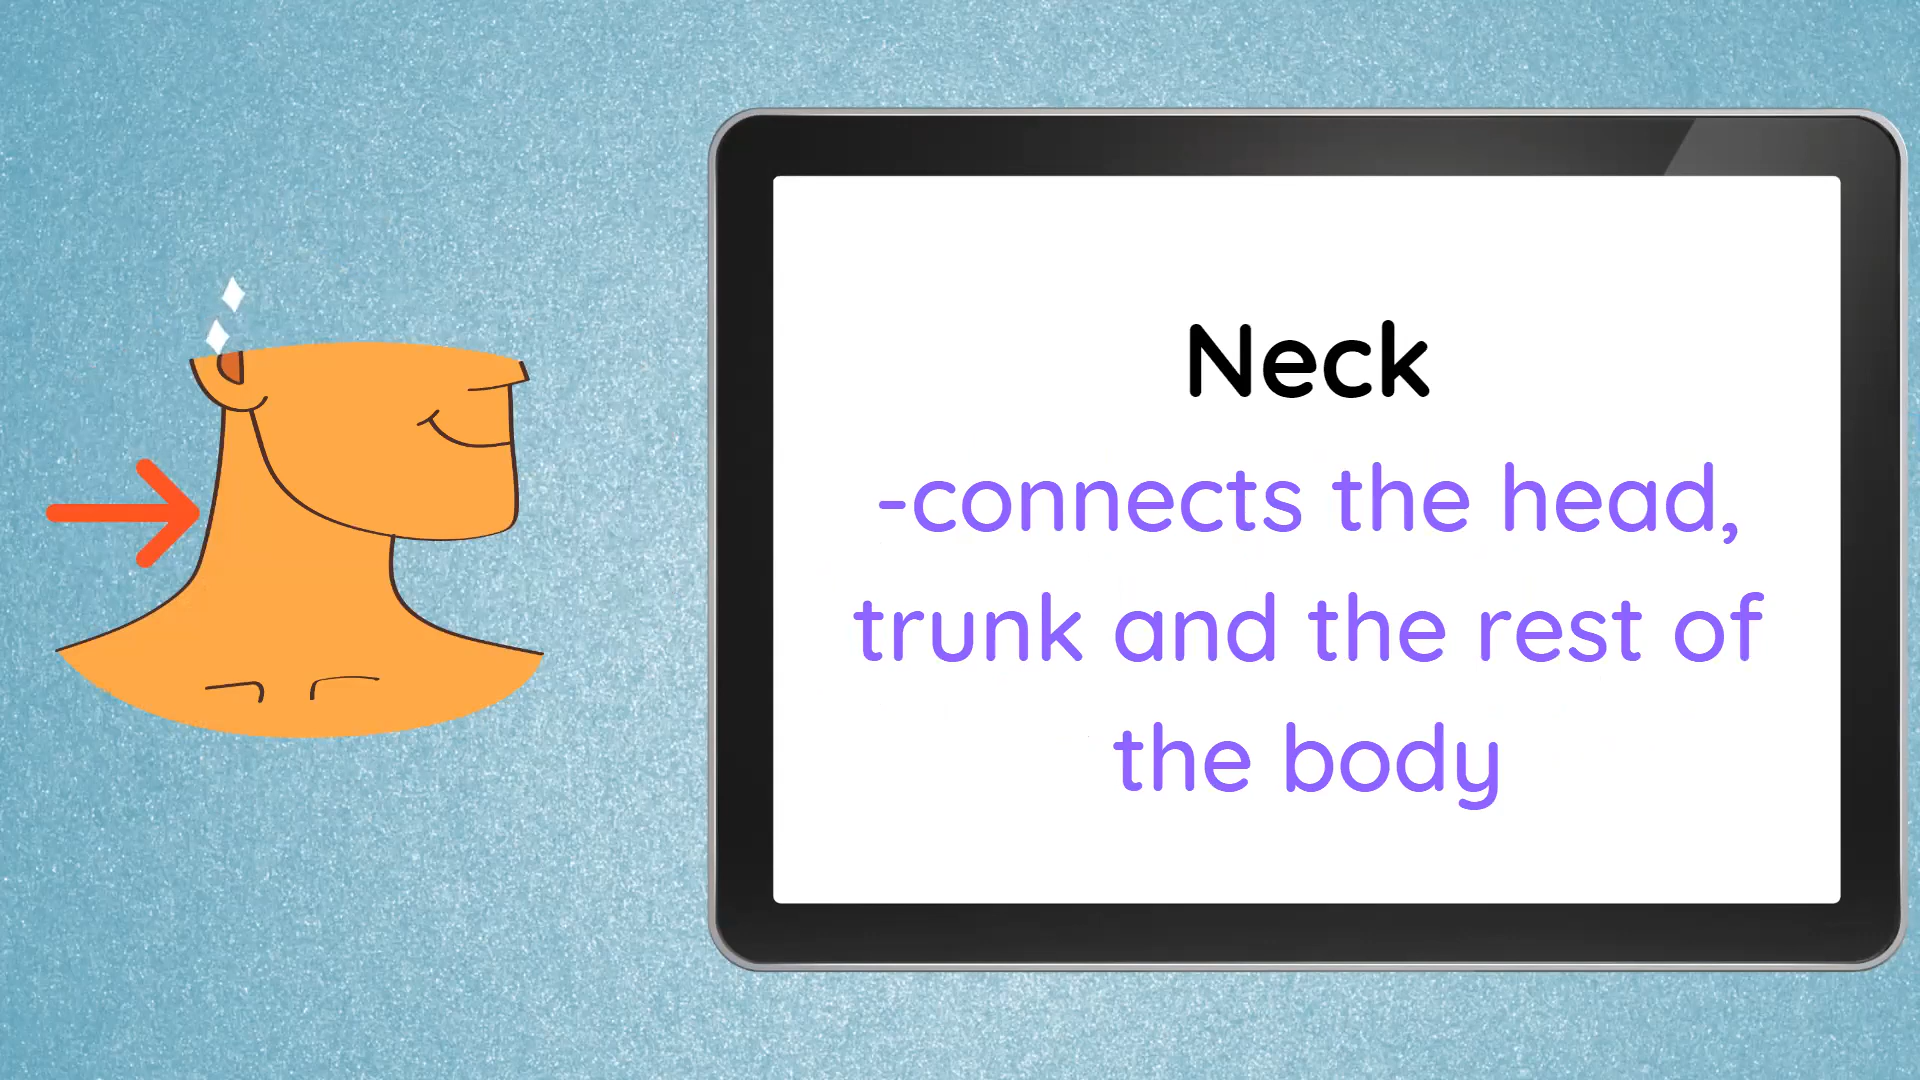 Neck
-connects the head,
trunk and the rest of
the body